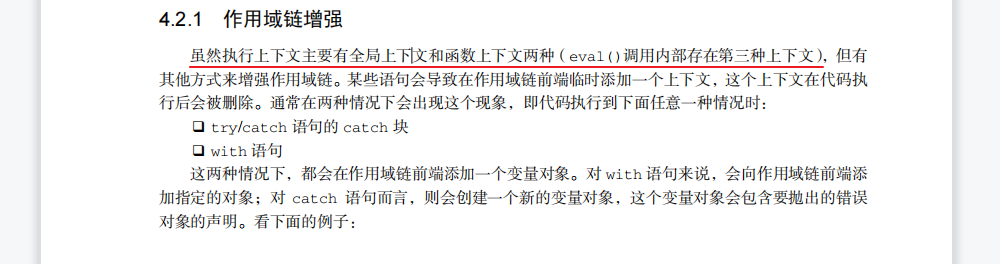 4.2.1 作用域链增强
虽然执行上下文主要有全局上下文和函数上下文两种（eval()调用内部存在第三种上下文），但有
其他方式来增强作用域链。某些语句会导致在作用域链前端临时添加一个上下文，这个上下文在代码执
行后会被删除。通常在两种情况下会出现这个现象，即代码执行到下面任意一种情况时：
❑ try/catch 语句的 catch 块
❑ with 语句
这两种情况下，都会在作用域链前端添加一个变量对象。对 with 语句来说，会向作用域链前端添
加指定的对象；对 catch 语句而言，则会创建一个新的变量对象，这个变量对象会包含要抛出的错误
对象的声明。看下面的例子：